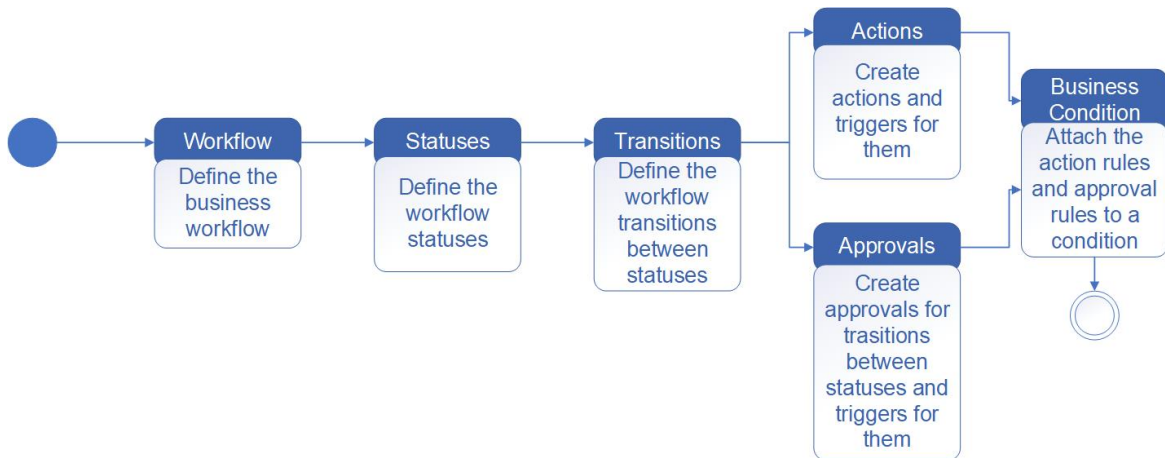 Workflow
Define the
business
workflow
Statuses
Define the
workflow
statuses
Transitions
Define the
workflow
transitions
between
statuses
Actions
Create
actions and
triggers for
them
Approvals
Create
approvals for
trasitions
between
statuses and
triggers for
them
Business
Condition
Attach the
action rules
and approval
rules to a
condition